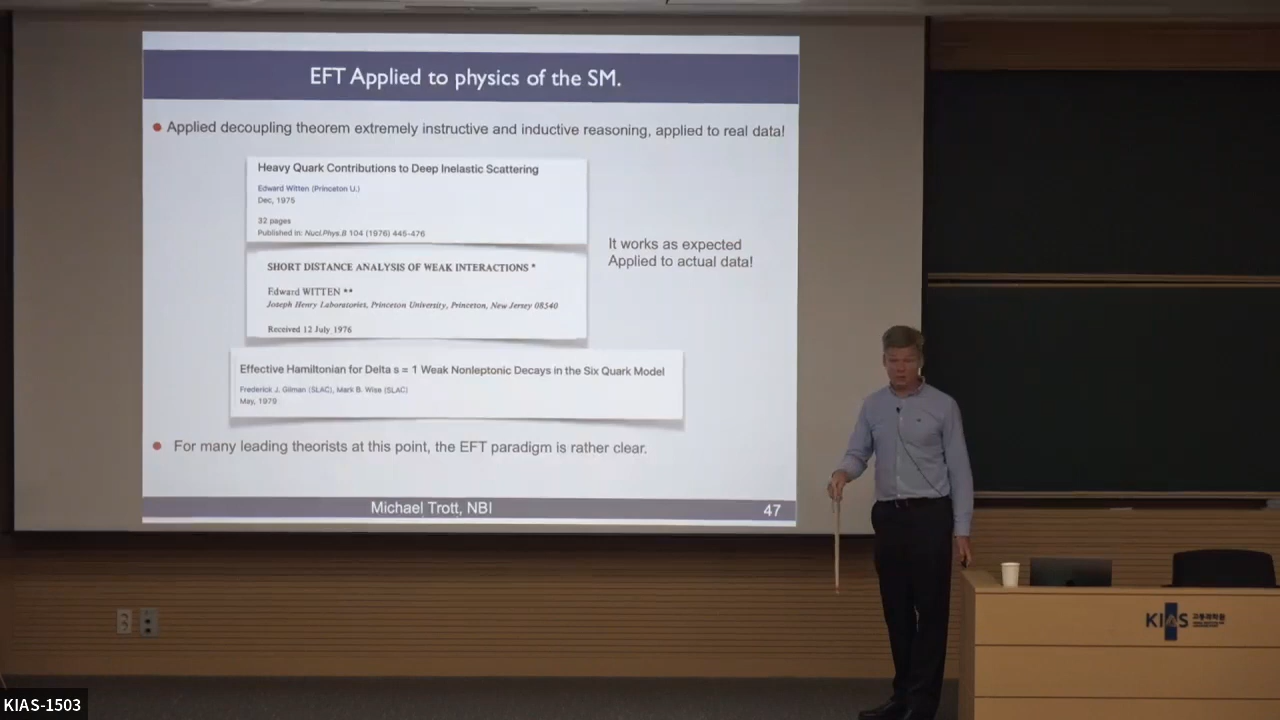 EFT Applied to physics of the SM.
Applied decoupling theorem extremely instructive and inductive reasoning, applied to real data!
Heavy Quark Contributions to Deep Inelastic Scattering
Edward Witten (Princeton U.)
Dec, 1975
32 pages
Published in: Nucl.Phys.B 104 (1976) 445-476
SHORT DISTANCE ANALYSIS OF WEAK INTERACTIONS *
Edward WITTEN **
Joseph Henry Laboratories, Princeton University, Princeton, New Jersey 08540
Received 12 July 1976
It works as expected
Applied to actual data!
Effective Hamiltonian for Delta s = 1 Weak Nonleptonic Decays in the Six Quark Model
Frederick J. Gilman (SLAC), Mark B. Wise (SLAC)
May, 1979
For many leading theorists at this point, the EFT paradigm is rather clear.
Michael Trott, NBI
47
KIAS 고등과학원
KIAS-1503